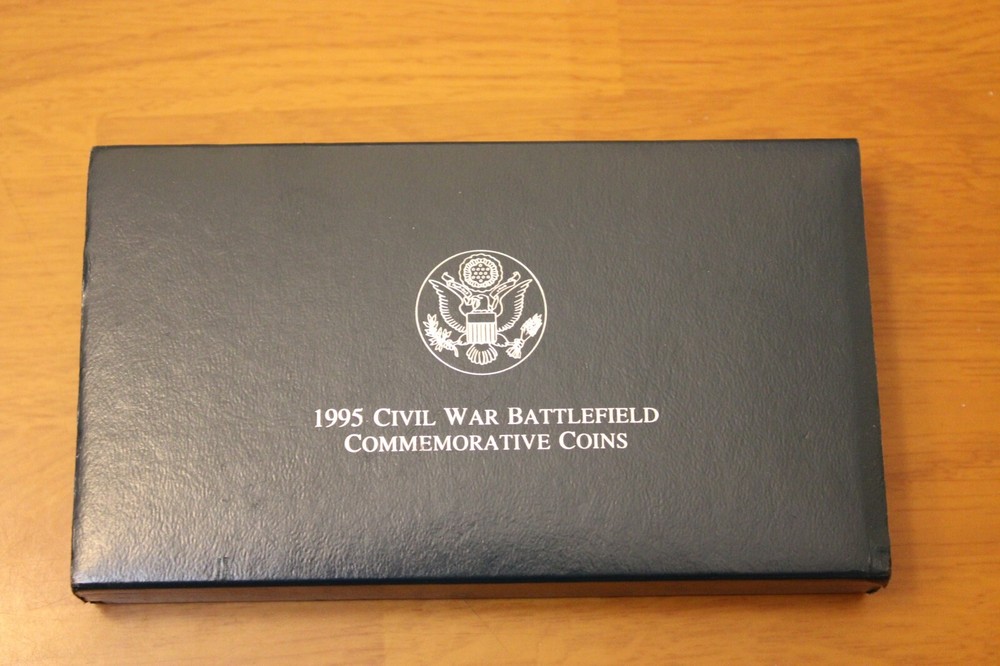 1995 CIVIL WAR BATTLEFIELD
COMMEMORATIVE COINS